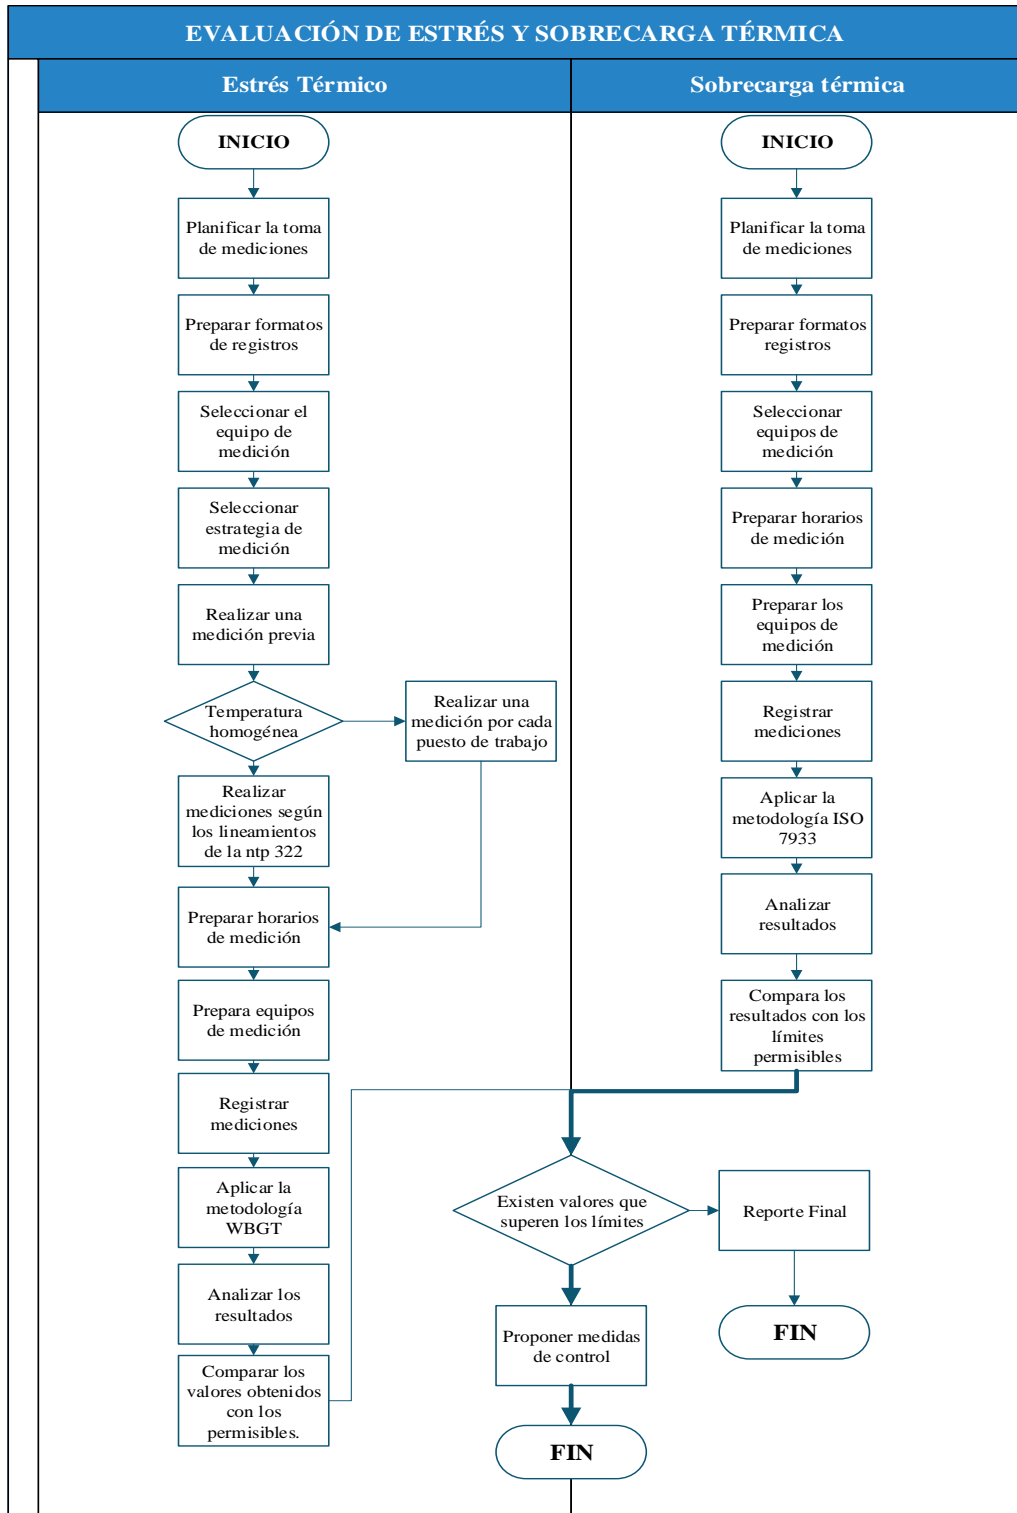 EVALUACIÓN DE ESTRÉS Y SOBRECARGA TÉRMICA
Estrés Térmico
INICIO
Planificar la toma
de mediciones
Preparar formatos
de registros
Seleccionar el
equipo de
medición
Seleccionar
estrategia de
medición
Realizar una
medición previa
Temperatura
homogénea
Realizar una
medición por cada
puesto de trabajo
Realizar
mediciones según
los lineamientos
de la ntp 322
Preparar horarios
de medición
Prepara equipos
de medición
Registrar
mediciones
Aplicar la
metodología
WBGT
Analizar los
resultados
Comparar los
valores obtenidos
con los
permisibles.
Sobrecarga térmica
INICIO
Planificar la toma
de mediciones
Preparar formatos
registros
Seleccionar
equipos de
medición
Preparar horarios
de medición
Preparar los
equipos de
medición
Registrar
mediciones
Aplicar la
metodología ISO
7933
Analizar
resultados
Compara los
resultados con los
límites
permisibles
Existen valores que
superen los límites
Reporte Final
FIN
Proponer medidas
de control
FIN